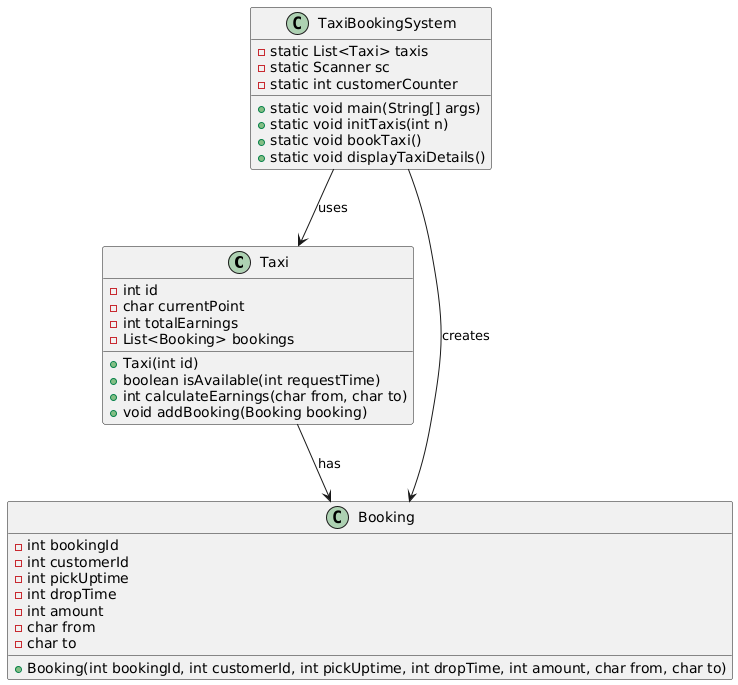 C TaxiBookingSystem
static List<Taxi> taxis
static Scanner sc
static int customerCounter
static void main(String[] args)
static void initTaxis(int n)
static void bookTaxi()
static void displayTaxiDetails()
uses
C Taxi
int id
char currentPoint
int totalEarnings
List<Booking> bookings
Taxi(int id)
boolean isAvailable(int requestTime)
int calculateEarnings(char from, char to)
void addBooking(Booking booking)
creates
has
C Booking
int bookingId
int customerId
int pickUptime
int dropTime
int amount
char from
char to
Booking(int bookingId, int customerId, int pickUptime, int dropTime, int amount, char from, char to)